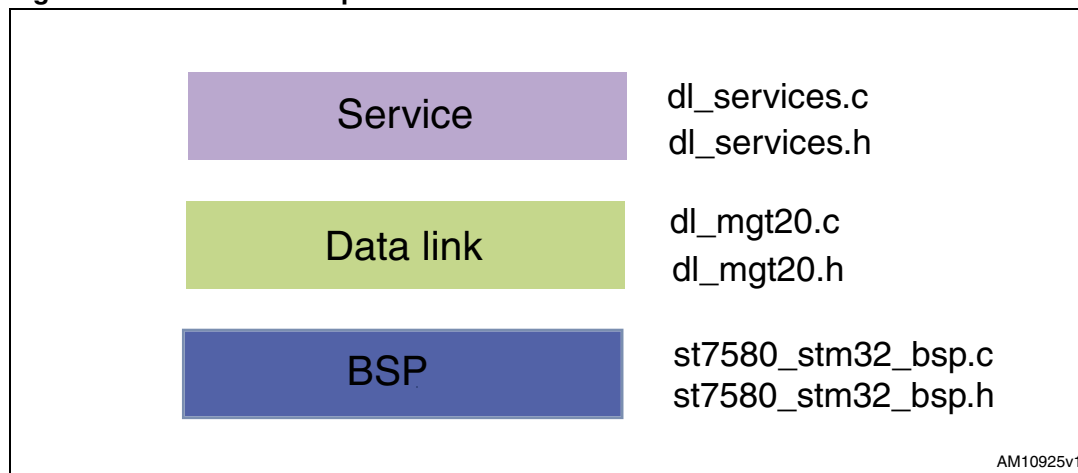 Service
dl_services.c
dl_services.h
Data link
dl_mgt20.c
dl_mgt20.h
BSP
st7580_stm32_bsp.c
st7580_stm32_bsp.h
AM10925v1